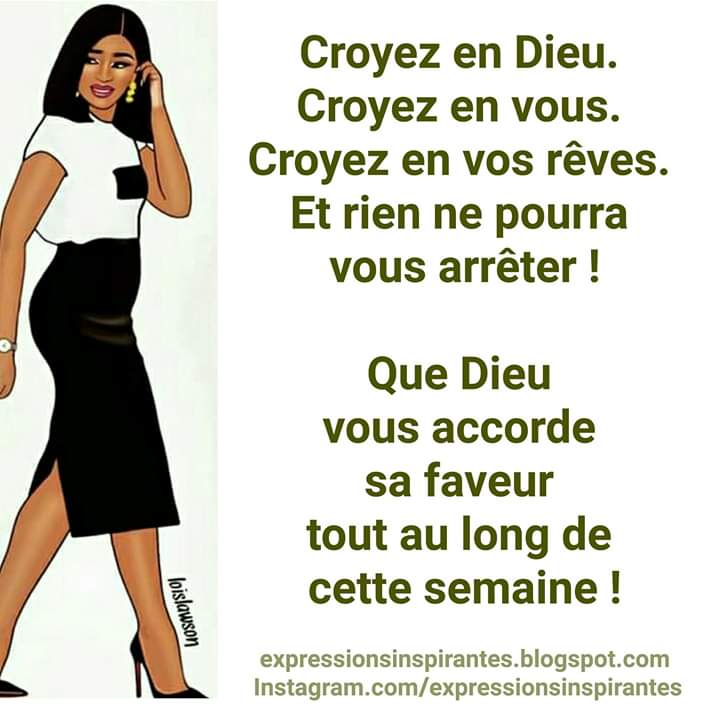 Croyez en Dieu.
Croyez en vous.
Croyez en vos rêves.
Et rien ne pourra
vous arrêter !
Que Dieu
vous accorde
sa faveur
tout au long de
cette semaine !
loislawson
expressionsinspirantes.blogspot.com
Instagram.com/expressionsinspirantes